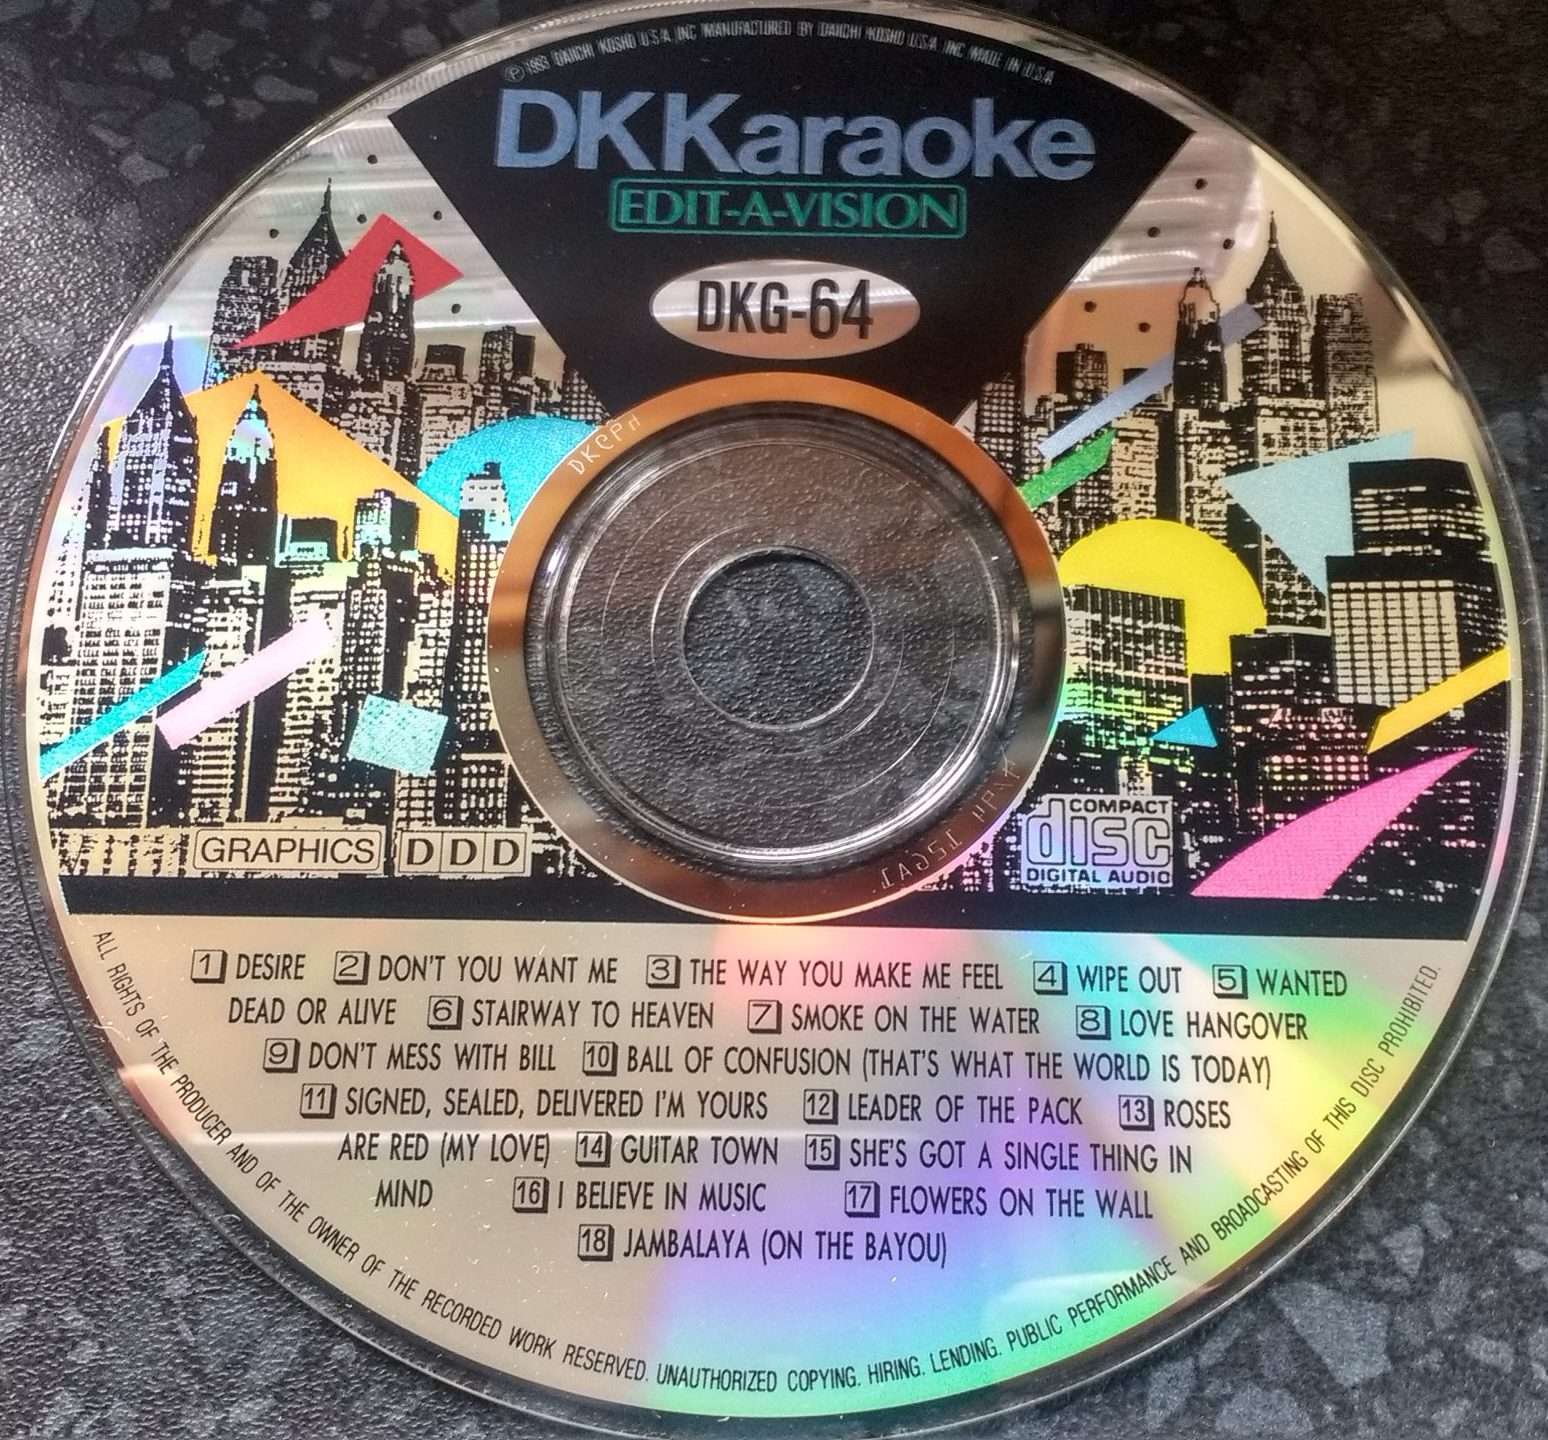 ℗ 1993 DAIICHI KOSHO U.S.A. INC MANUFACTURED BY DAIICHI KOSHO U.S.A. INC MADE IN U.S.A
DKKaraoke
EDIT-A-VISION
DKG-64
GRAPHICS DDD
COMPACT
disc
DIGITAL AUDIO
1 DESIRE 2 DON'T YOU WANT ME 3 THE WAY YOU MAKE ME FEEL 4 WIPE OUT 5 WANTED
DEAD OR ALIVE 6 STAIRWAY TO HEAVEN 7 SMOKE ON THE WATER 8 LOVE HANGOVER
9 DON'T MESS WITH BILL 10 BALL OF CONFUSION (THAT'S WHAT THE WORLD IS TODAY)
11 SIGNED, SEALED, DELIVERED I'M YOURS 12 LEADER OF THE PACK 13 ROSES
ARE RED (MY LOVE) 14 GUITAR TOWN 15 SHE'S GOT A SINGLE THING IN
MIND 16 I BELIEVE IN MUSIC 17 FLOWERS ON THE WALL
18 JAMBALAYA (ON THE BAYOU)
ALL RIGHTS OF THE PRODUCER AND OF THE OWNER OF THE RECORDED WORK RESERVED. UNAUTHORIZED COPYING. HIRING. LENDING. PUBLIC PERFORMANCE AND BROADCASTING OF THIS DISC PROHIBITED.